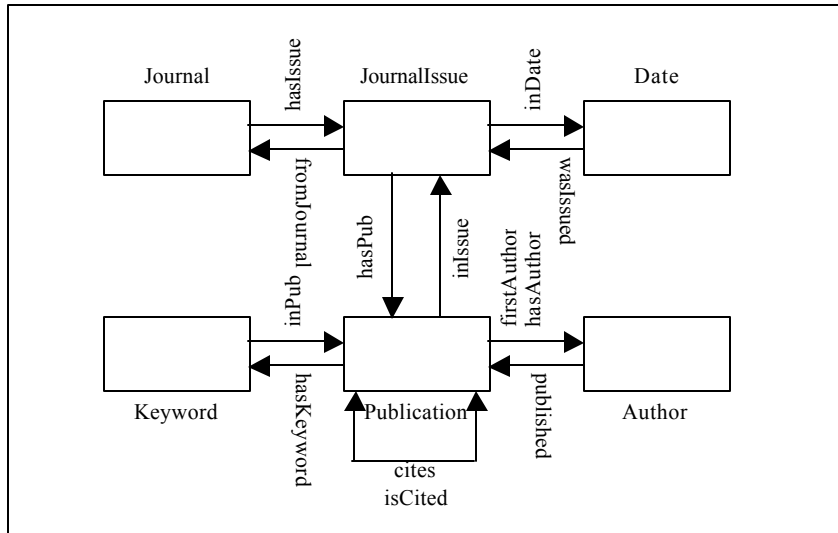 Journal
JournalIssue
Date
hasIssue
inDate
fromJournal
wasIssued
hasPub
inIssue
inPub
firstAuthor
hasAuthor
hasKeyword
published
Keyword
Publication
Author
cites
isCited